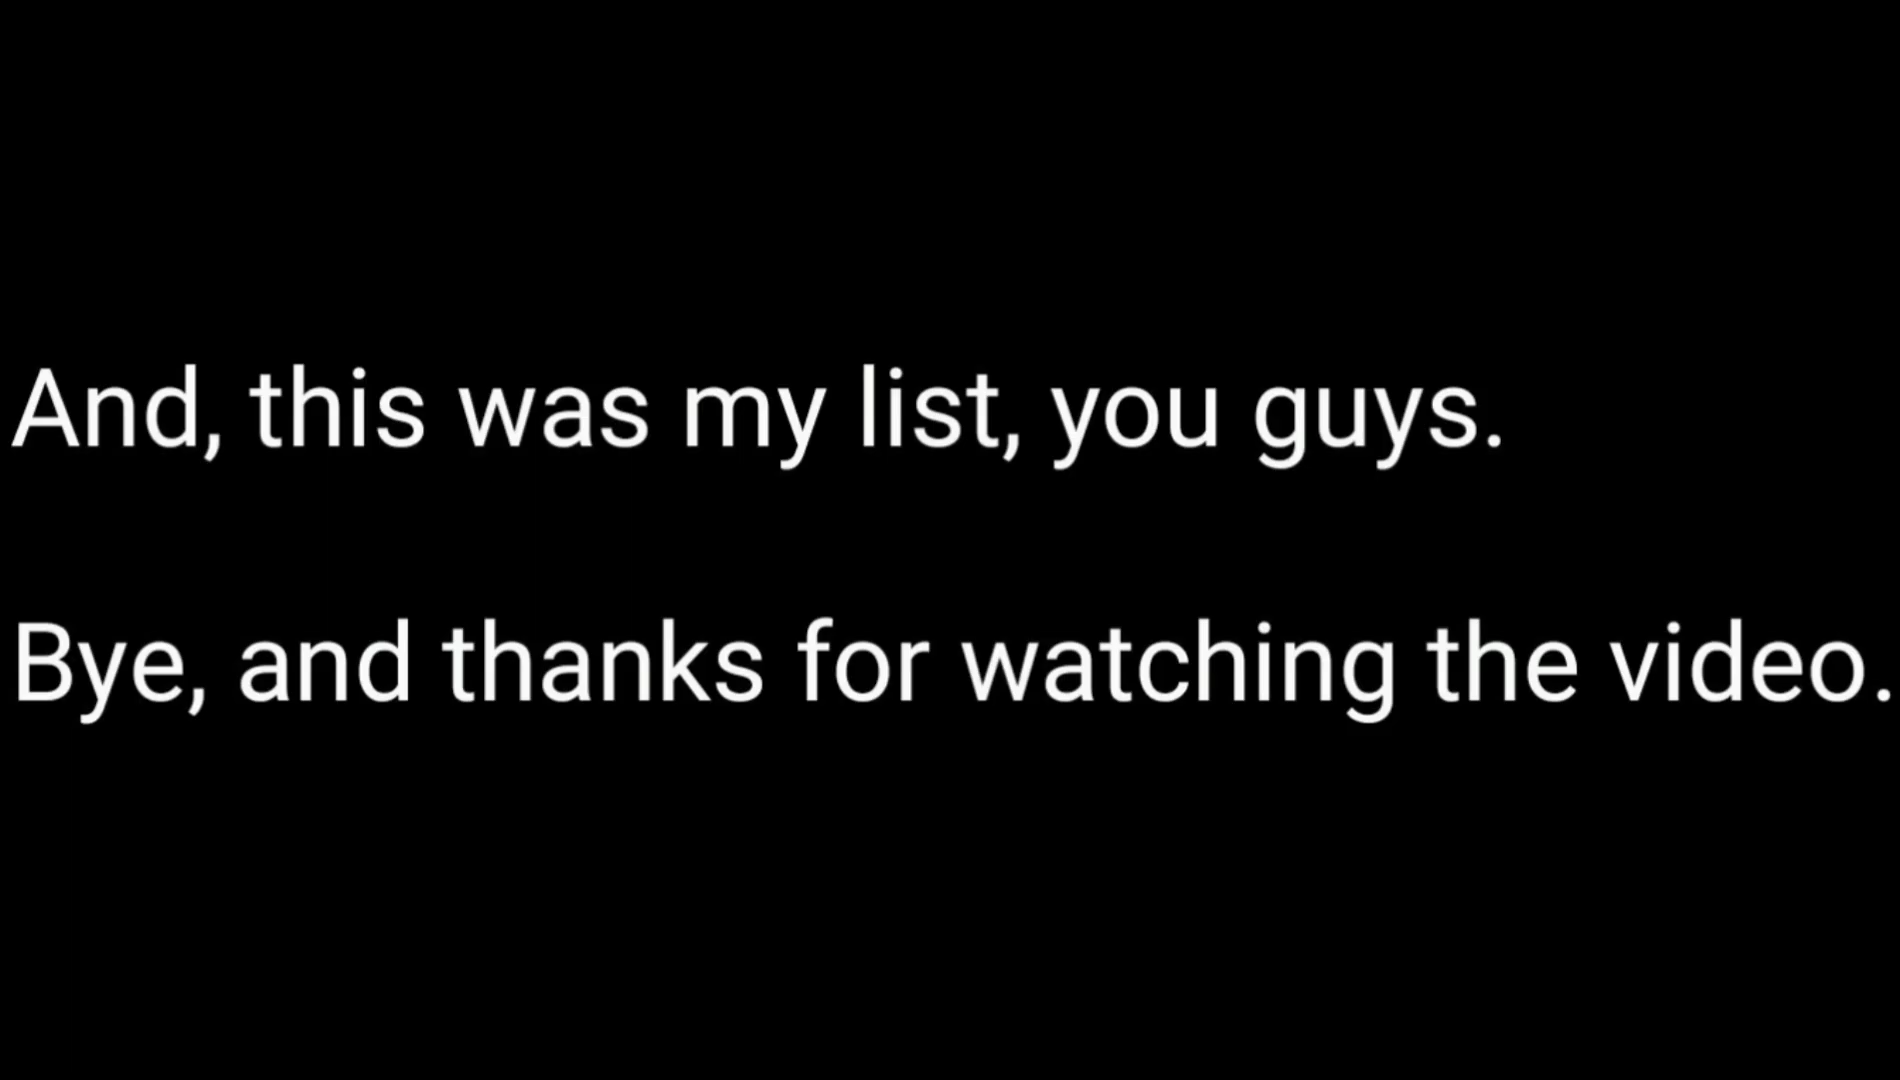 And, this was my list, you guys.
Bye, and thanks for watching the video.